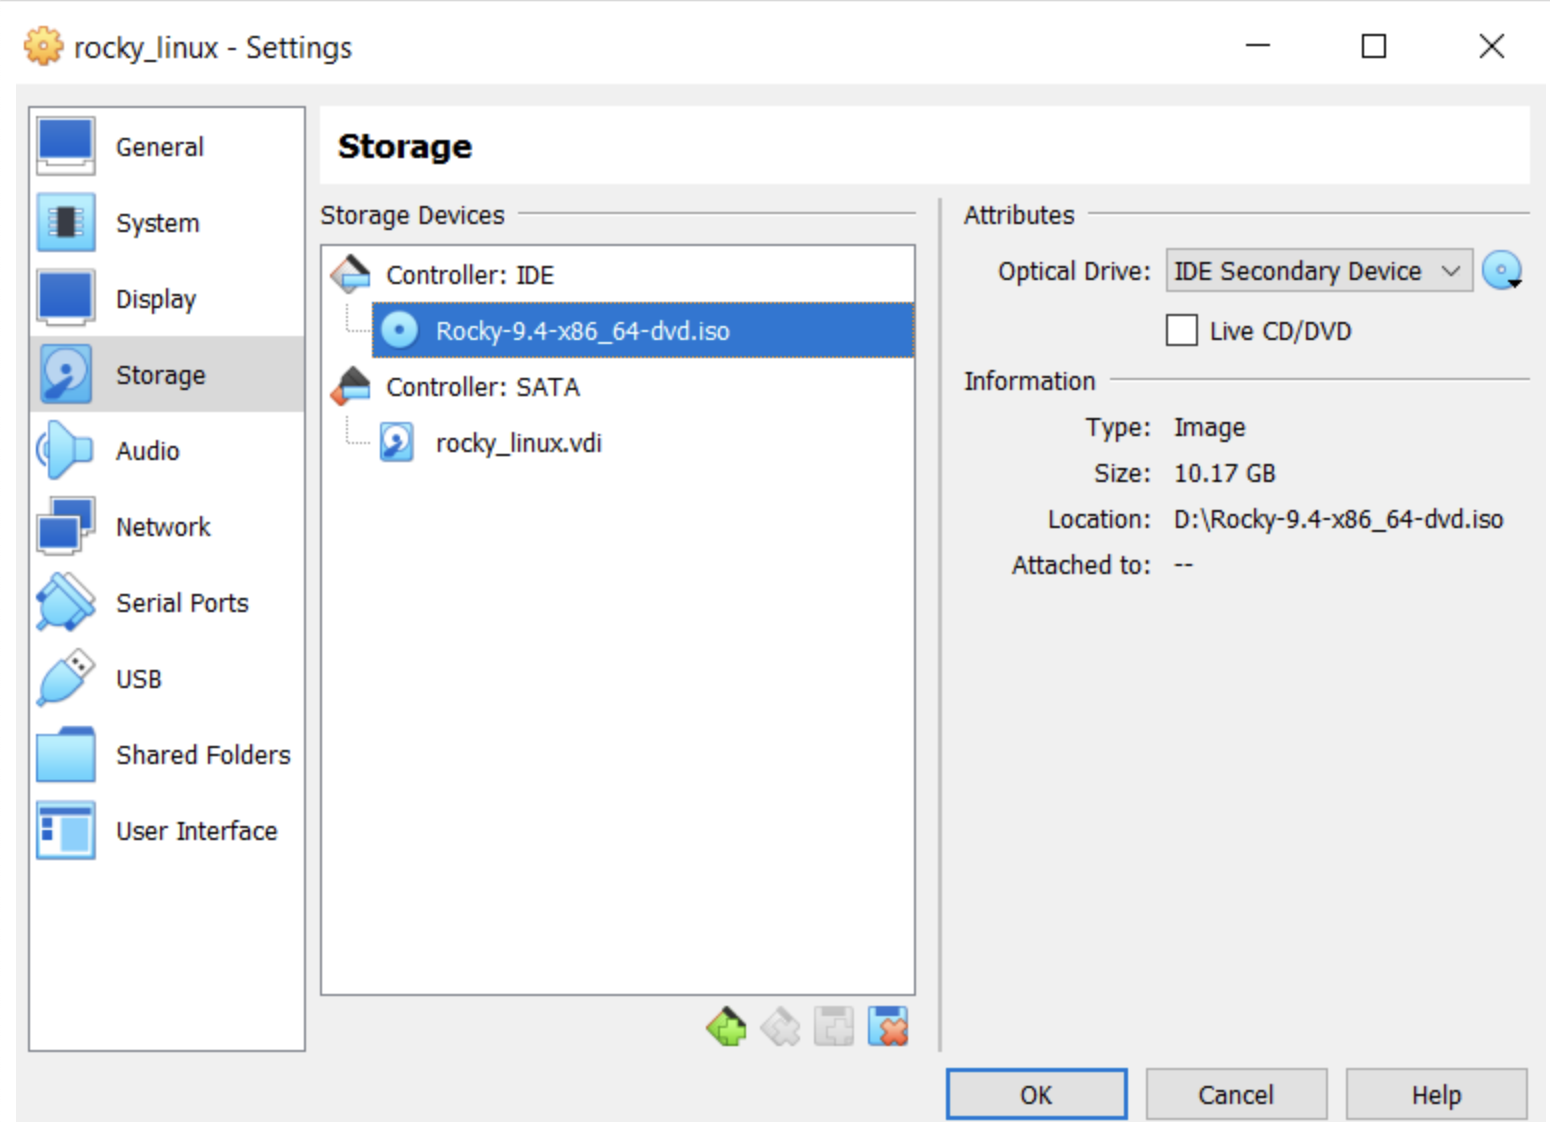 rocky_linux - Settings
General
System
Display
Storage
Audio
Network
Serial Ports
USB
Shared Folders
User Interface
Storage
Storage Devices
Controller: IDE
Rocky-9.4-x86_64-dvd.iso
Controller: SATA
rocky_linux.vdi
Attributes
Optical Drive: IDE Secondary Device
Live CD/DVD
Information
Type: Image
Size: 10.17 GB
Location: D:\Rocky-9.4-x86_64-dvd.iso
Attached to: --
OK Cancel Help